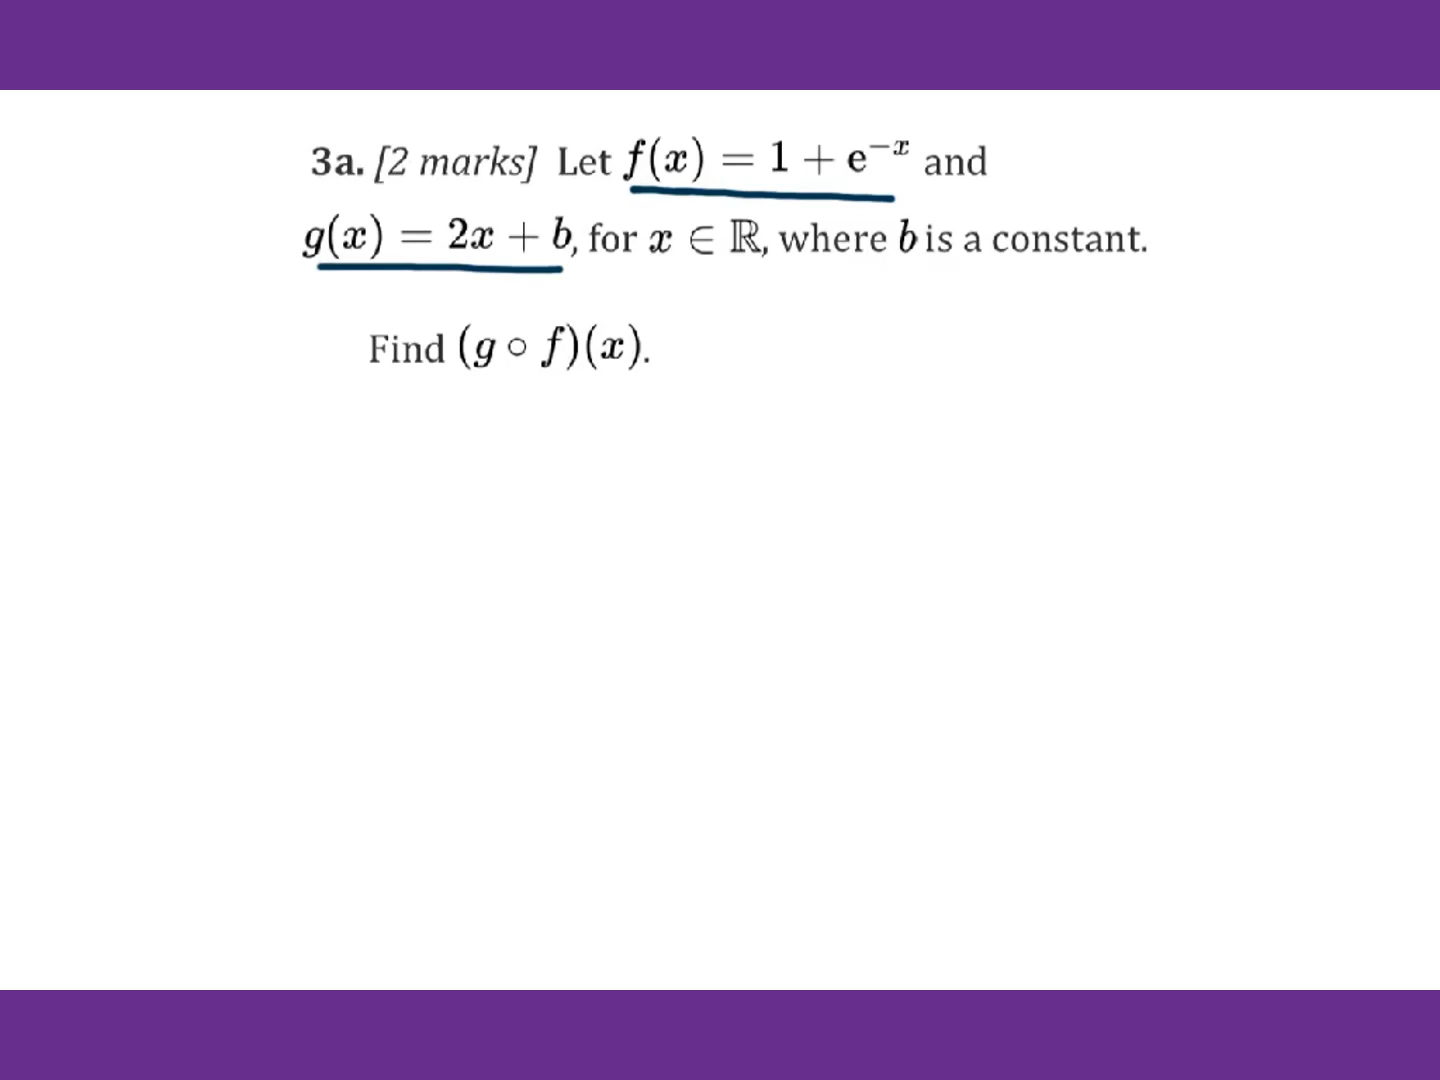 3a. [2 marks] Let f(x) = 1 + e⁻ˣ and
g(x) = 2x + b, for x ∈ ℝ, where b is a constant.
Find (g ∘ f)(x).